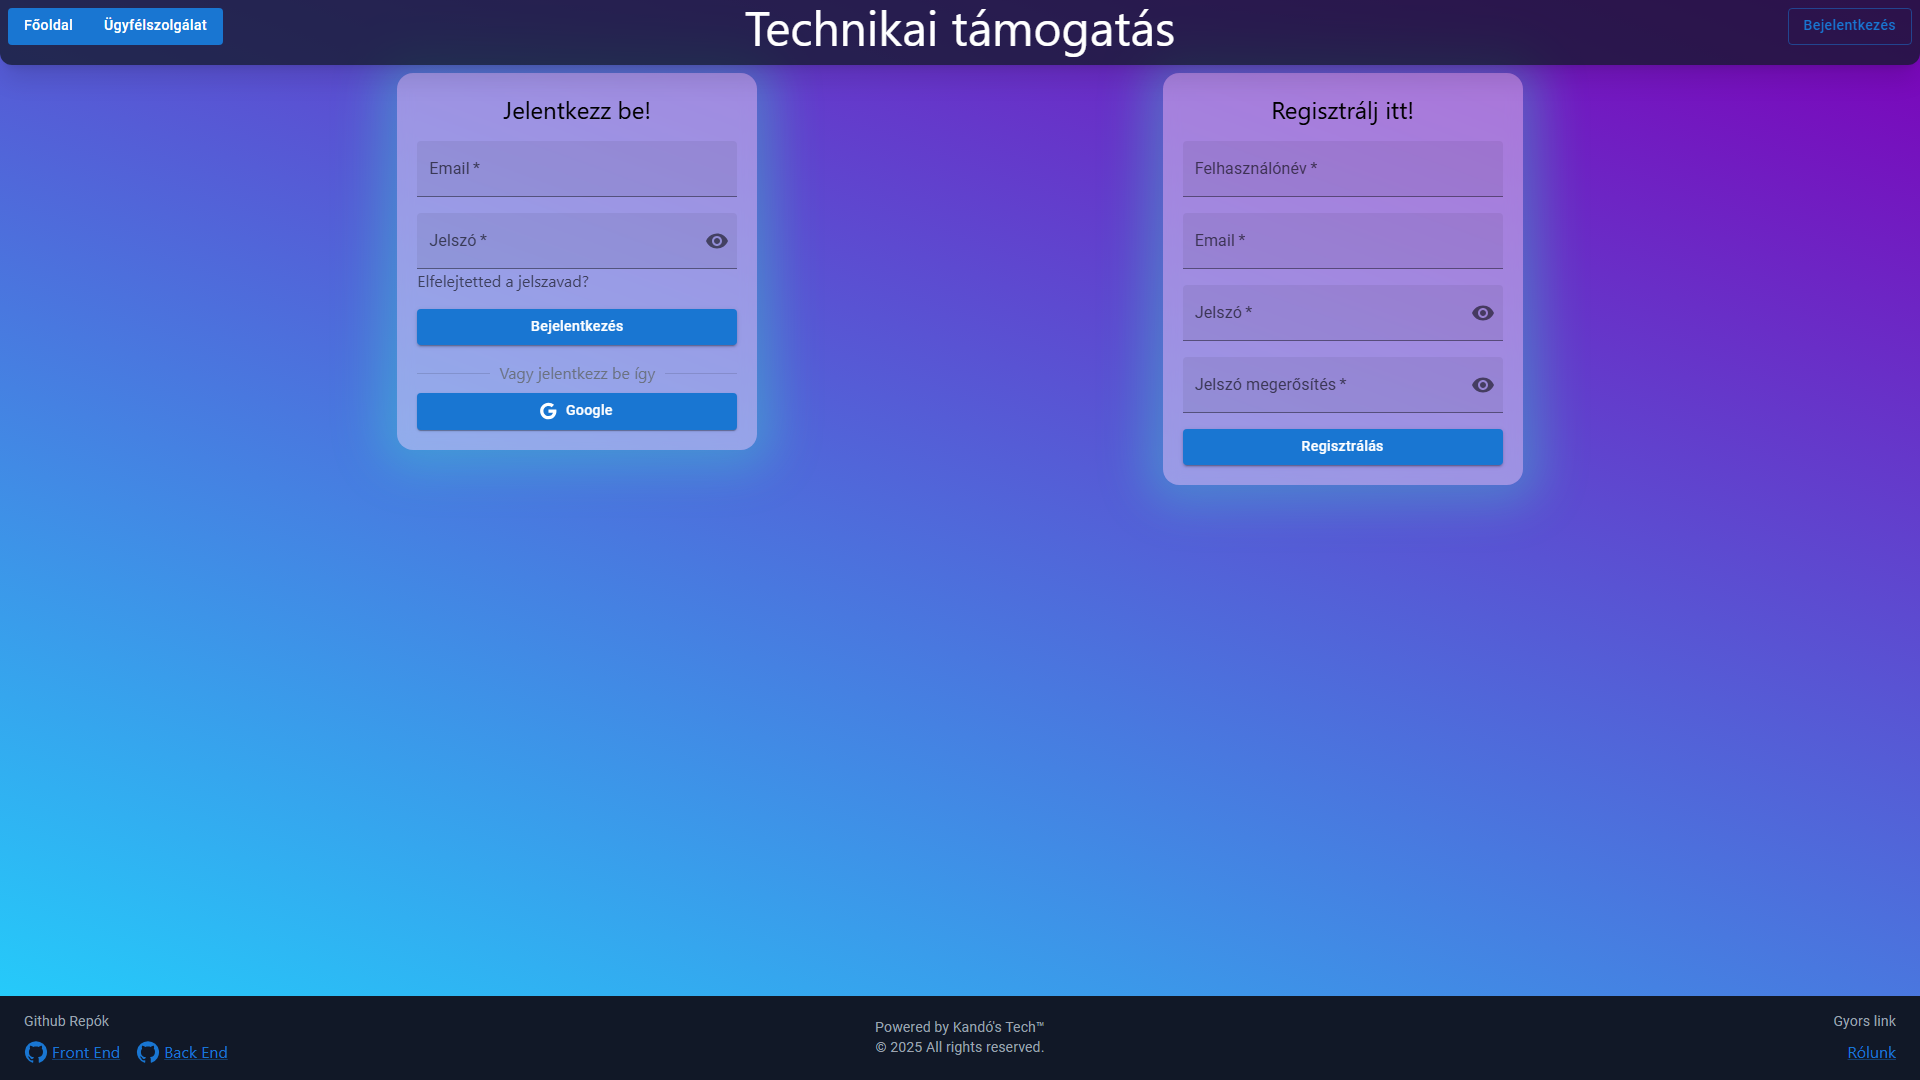 Főoldal
Ügyfélszolgálat
Technikai támogatás
Bejelentkezés
Jelentkezz be!
Email *
Jelszó *
Elfelejtetted a jelszavad?
Bejelentkezés
Vagy jelentkezz be így
Google
Regisztrálj itt!
Felhasználónév *
Email *
Jelszó *
Jelszó megerősítés *
Regisztrálás
Github Repók
Front End
Back End
Powered by Kandó's Tech™
© 2025 All rights reserved.
Gyors link
Rólunk